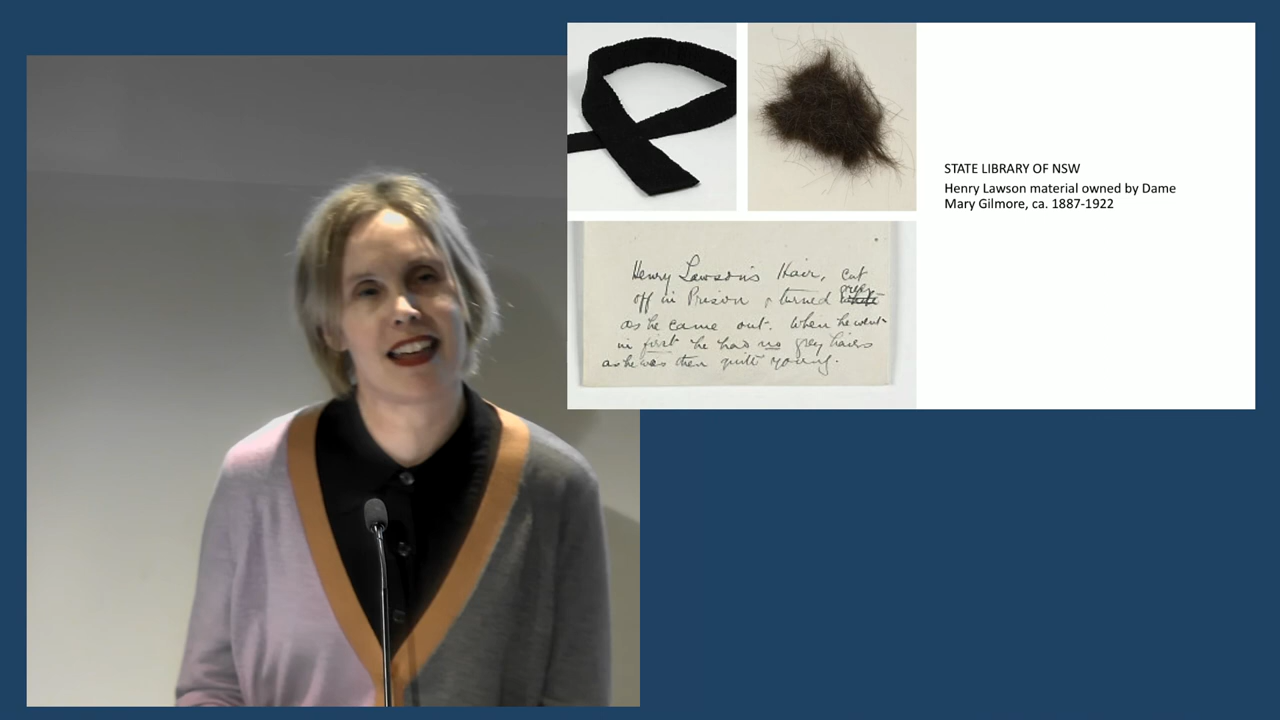 STATE LIBRARY OF NSW
Henry Lawson material owned by Dame
Mary Gilmore, ca. 1887-1922
Henry Lawson's Hair, cut
off in Prison & turned grey
as he came out. When he went
in first he had no grey hairs
as he was then quite young.